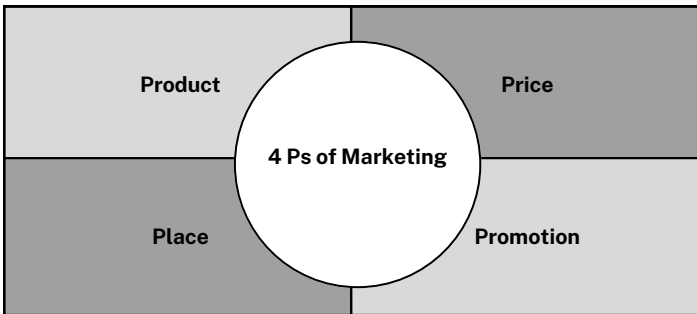 Product
Price
4 Ps of Marketing
Place
Promotion